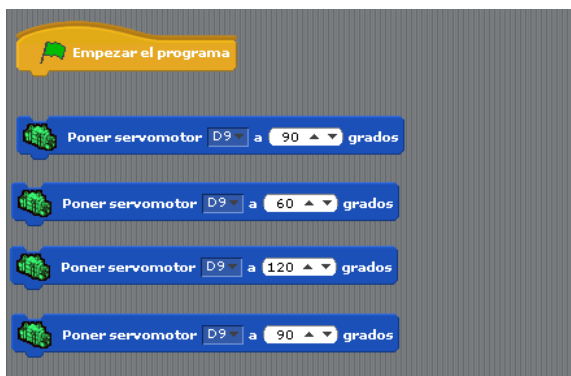 Empezar el programa
Poner servomotor D9 a 90 grados
Poner servomotor D9 a 60 grados
Poner servomotor D9 a 120 grados
Poner servomotor D9 a 90 grados